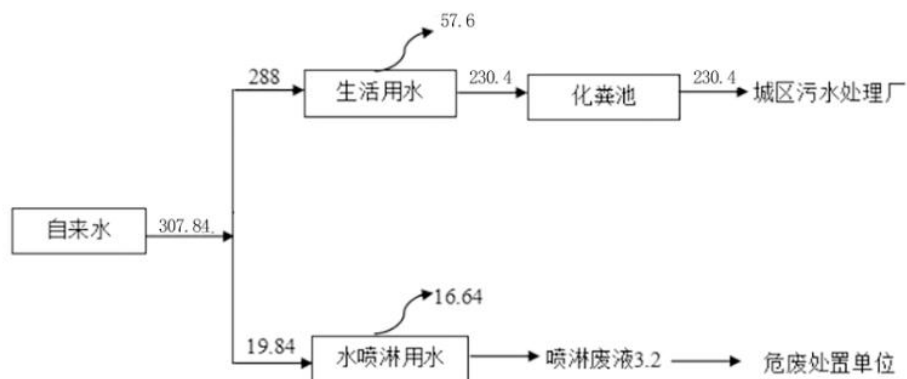 57.6
288
生活用水
230.4
化粪池
230.4
城区污水处理厂
自来水
307.84
16.64
19.84
水喷淋用水
喷淋废液3.2
危废处置单位